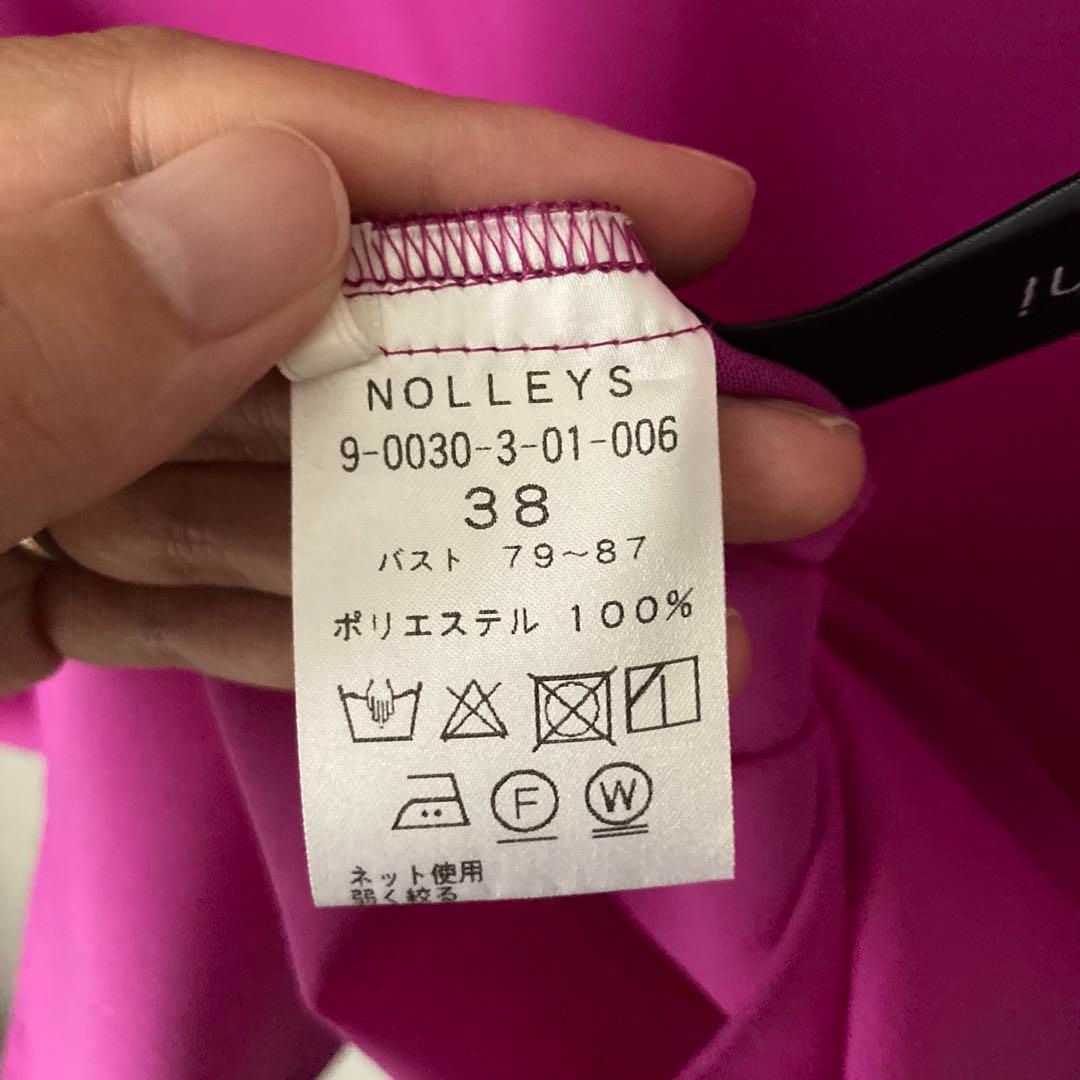 NOLLEYS
9-0030-3-01-006
38
バスト 79～87
ポリエステル 100%
F W
ネット使用
弱く絞る